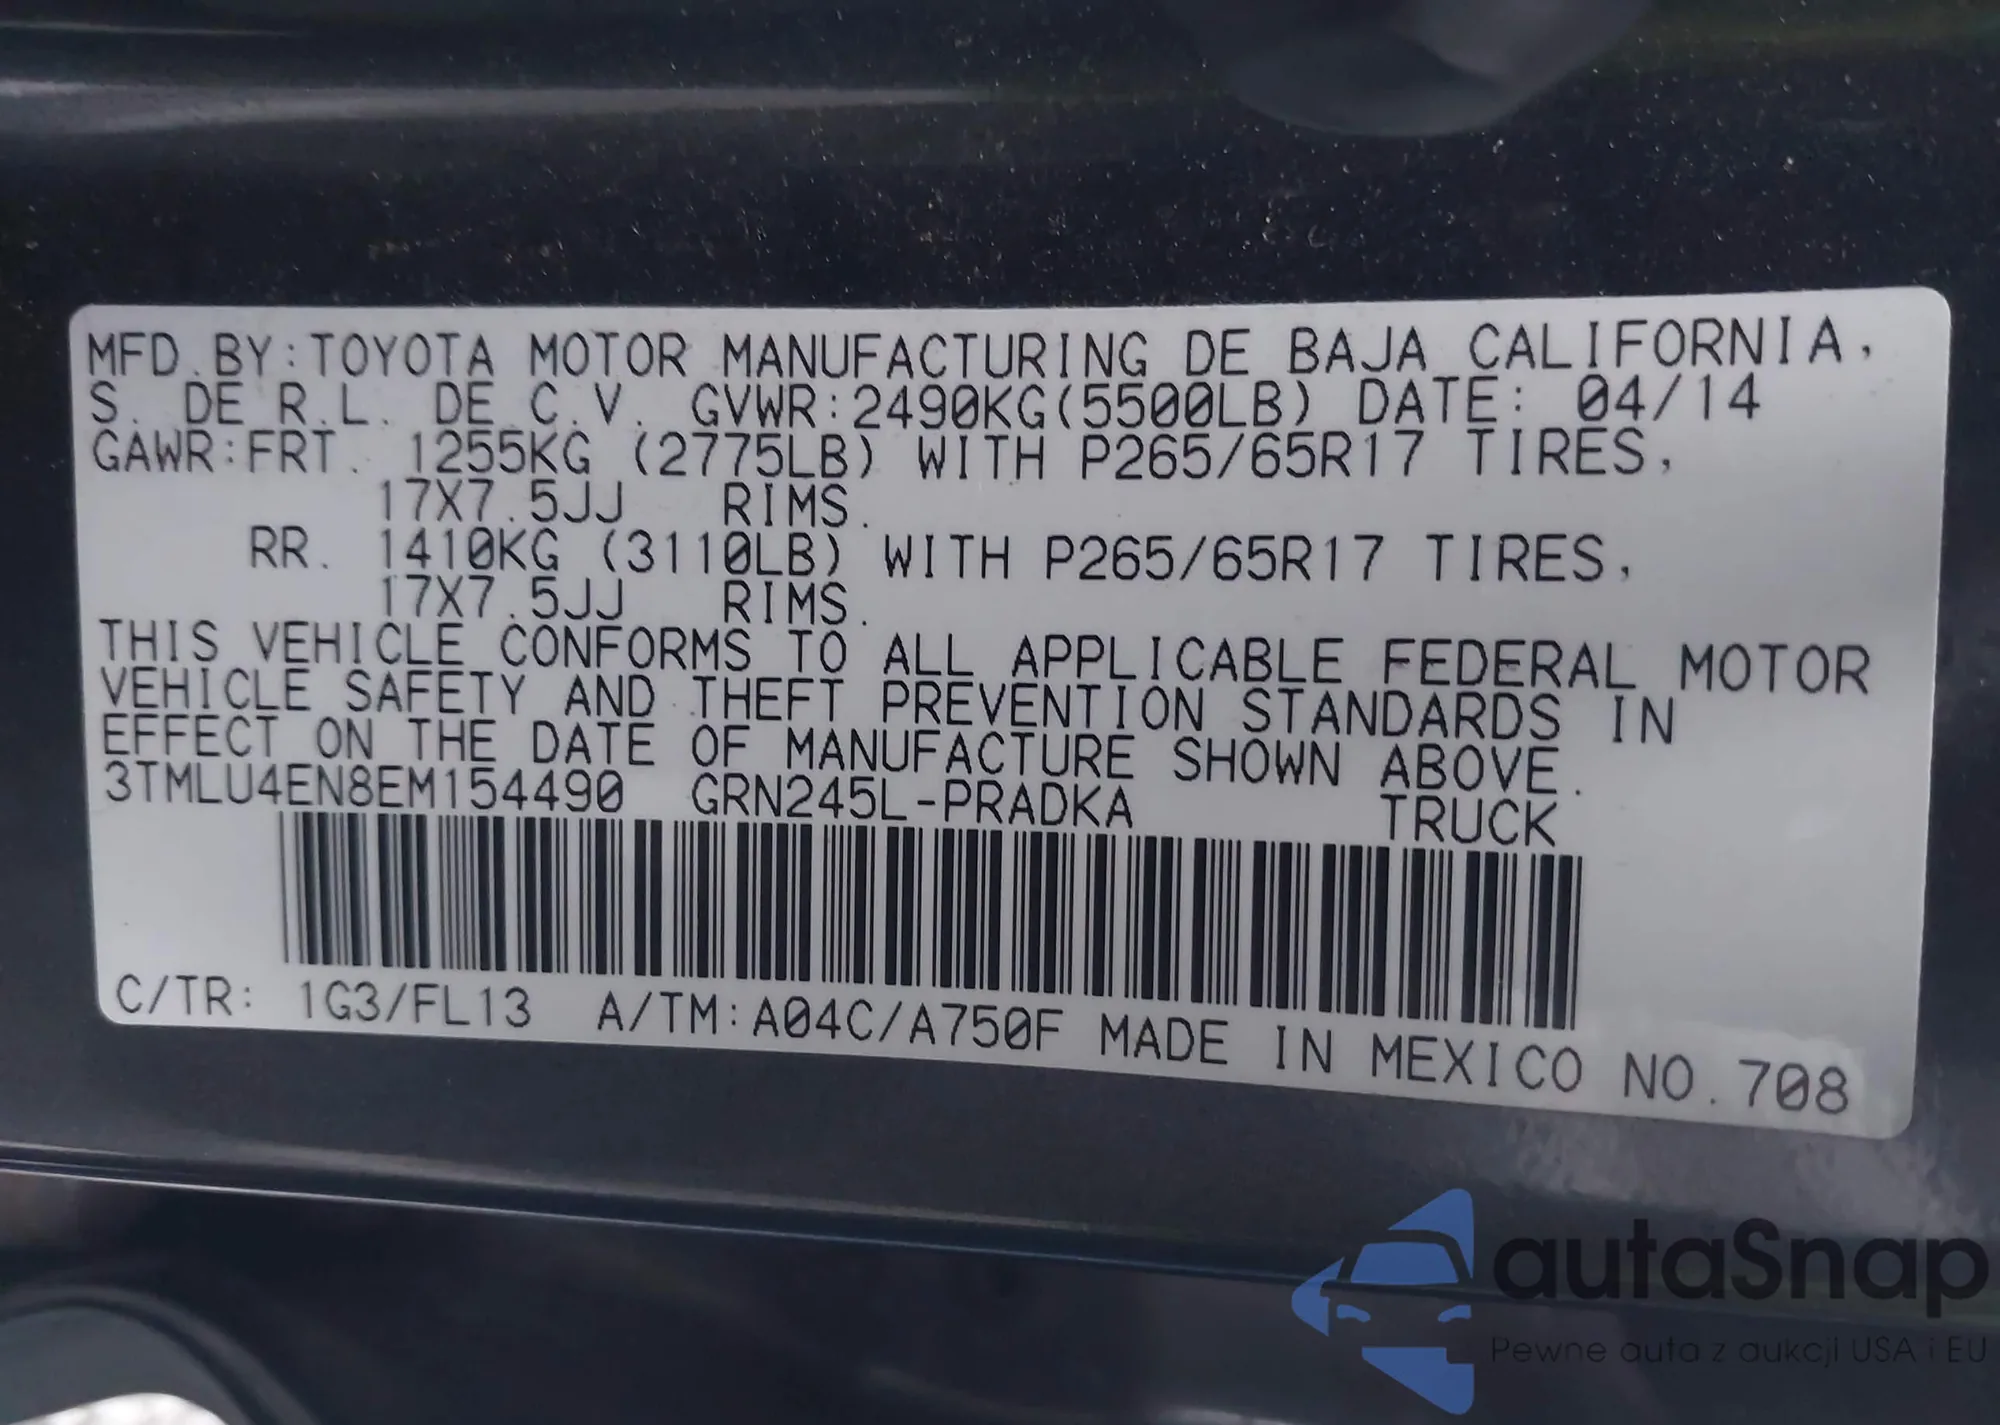 MFD.BY:TOYOTA MOTOR MANUFACTURING DE BAJA CALIFORNIA,
S. DE R.L. DE C.V. GVWR:2490KG(5500LB) DATE: 04/14
GAWR:FRT. 1255KG (2775LB) WITH P265/65R17 TIRES,
17X7.5JJ RIMS.
RR. 1410KG (3110LB) WITH P265/65R17 TIRES,
17X7.5JJ RIMS.
THIS VEHICLE CONFORMS TO ALL APPLICABLE FEDERAL MOTOR
VEHICLE SAFETY AND THEFT PREVENTION STANDARDS IN
EFFECT ON THE DATE OF MANUFACTURE SHOWN ABOVE.
3TMLU4EN8EM154490 GRN245L-PRADKA TRUCK
C/TR: 1G3/FL13 A/TM:A04C/A750F MADE IN MEXICO NO.708
autaSnap
Pewne auta z aukcji USA i EU